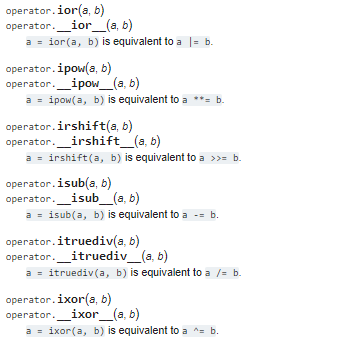 operator.ior(a, b)
operator.__ior__(a, b)
a = ior(a, b) is equivalent to a |= b.
operator.ipow(a, b)
operator.__ipow__(a, b)
a = ipow(a, b) is equivalent to a **= b.
operator.irshift(a, b)
operator.__irshift__(a, b)
a = irshift(a, b) is equivalent to a >>= b.
operator.isub(a, b)
operator.__isub__(a, b)
a = isub(a, b) is equivalent to a -= b.
operator.itruediv(a, b)
operator.__itruediv__(a, b)
a = itruediv(a, b) is equivalent to a /= b.
operator.ixor(a, b)
operator.__ixor__(a, b)
a = ixor(a, b) is equivalent to a ^= b.